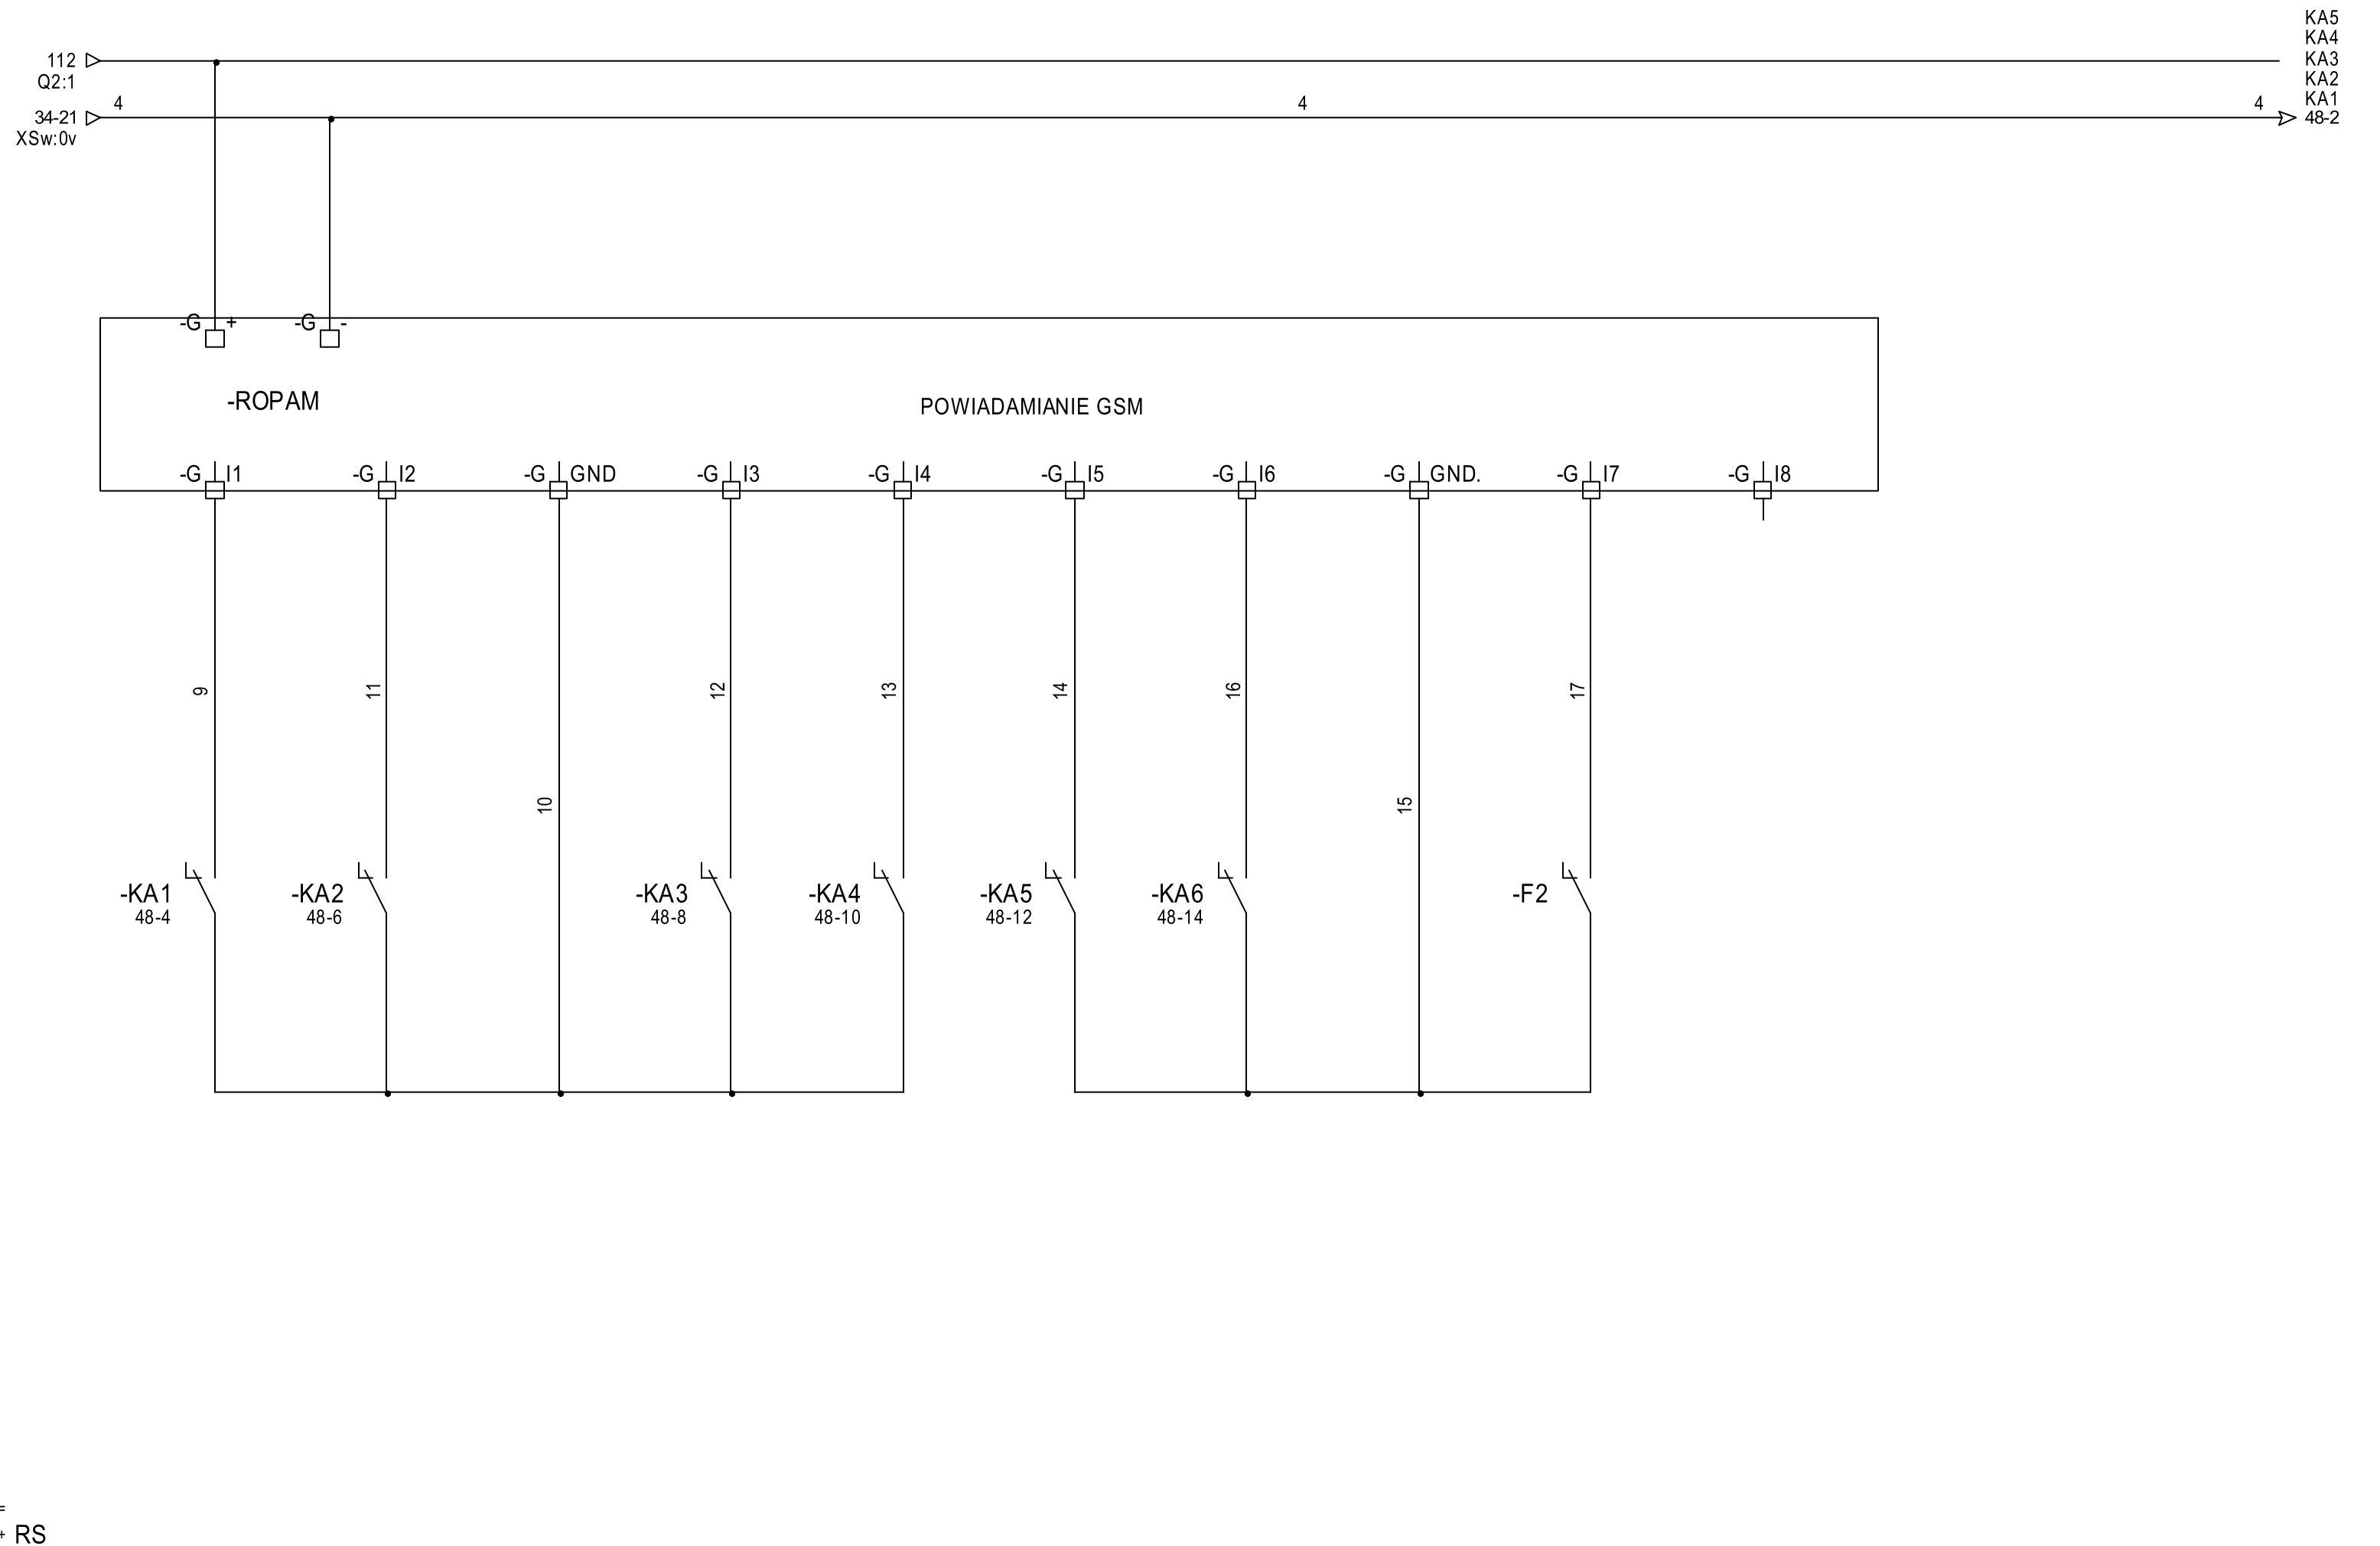 KA5
KA4
112 KA3
Q2:1 KA2
4 4 4 KA1
34-21 48-2
XSw:0v
-G + -G -
-ROPAM POWIADAMIANIE GSM
-G I1 -G I2 -G GND -G I3 -G I4 -G I5 -G I6 -G GND. -G I7 -G I8
9 11 12 13 14 16 17
10 15
-KA1 -KA2 -KA3 -KA4 -KA5 -KA6 -F2
48-4 48-6 48-8 48-10 48-12 48-14
=
+ RS